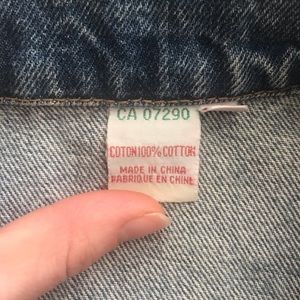 CA 07290
COTON100%COTTON
MADE IN CHINA
FABRIQUE EN CHINE